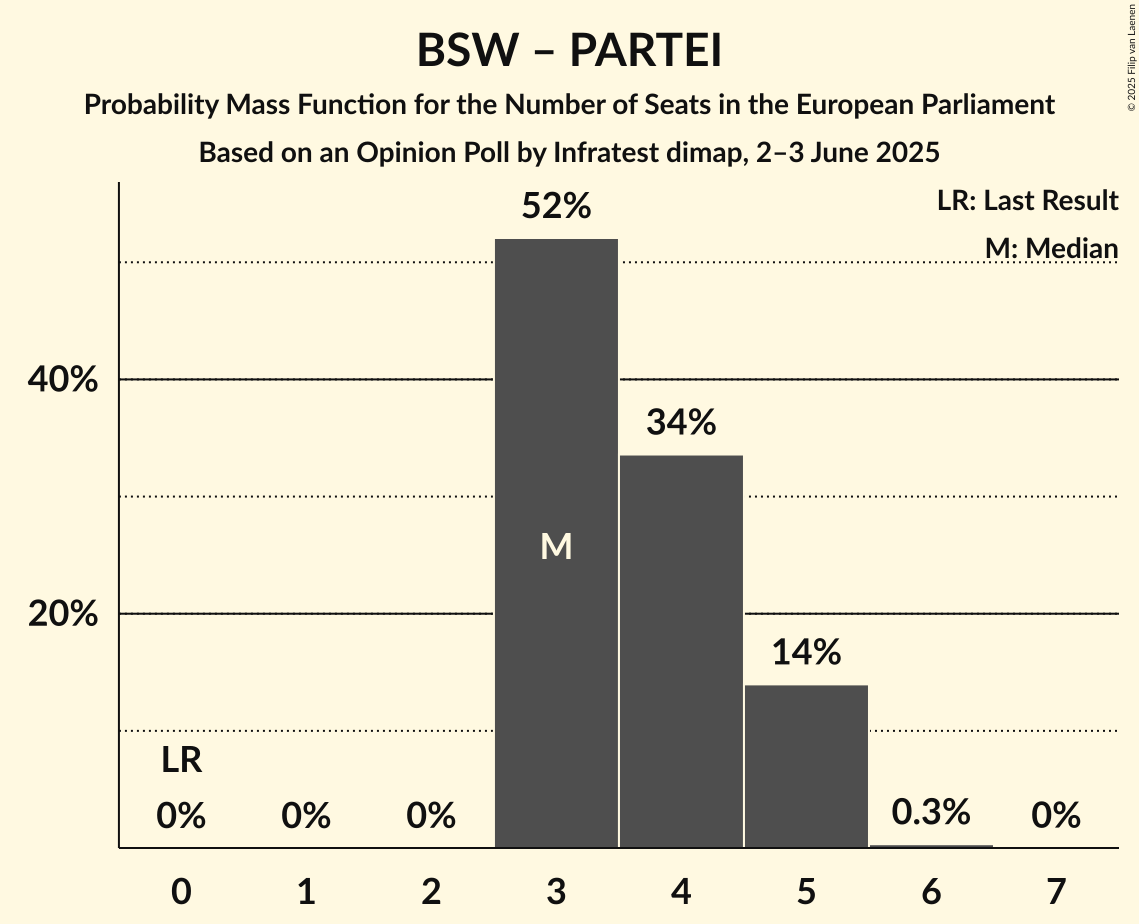 BSW – PARTEI
Probability Mass Function for the Number of Seats in the European Parliament
Based on an Opinion Poll by Infratest dimap, 2–3 June 2025
© 2025 Filip van Laenen
LR: Last Result
M: Median
52%
40%
34%
M
20%
14%
LR
0%
0%
0%
0.3%
0%
0 1 2 3 4 5 6 7